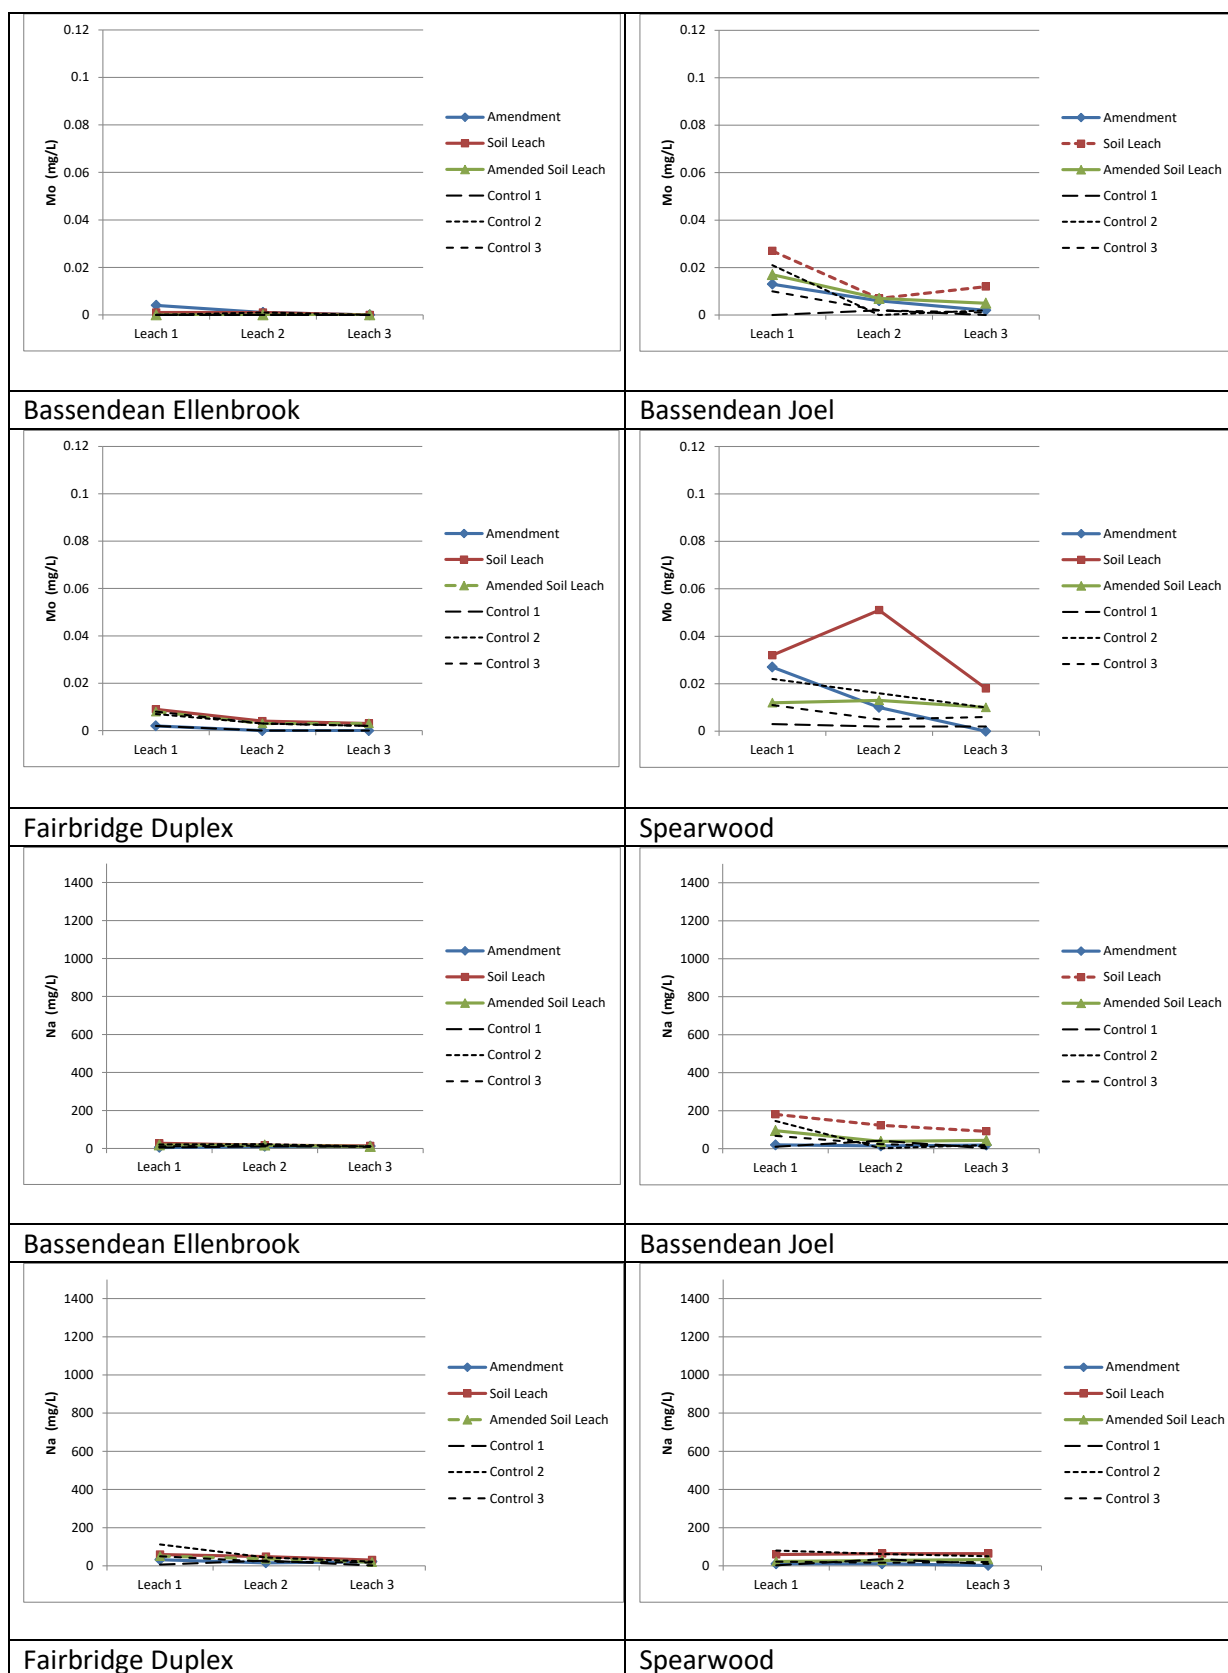 0.12
0.1
0.08
0.06
0.04
0.02
0
Mo (mg/L)
Leach 1 Leach 2 Leach 3
Amendment
Soil Leach
Amended Soil Leach
Control 1
Control 2
Control 3
0.12
0.1
0.08
0.06
0.04
0.02
0
Mo (mg/L)
Leach 1 Leach 2 Leach 3
Amendment
Soil Leach
Amended Soil Leach
Control 1
Control 2
Control 3
Bassendean Ellenbrook
Bassendean Joel
0.12
0.1
0.08
0.06
0.04
0.02
0
Mo (mg/L)
Leach 1 Leach 2 Leach 3
Amendment
Soil Leach
Amended Soil Leach
Control 1
Control 2
Control 3
0.12
0.1
0.08
0.06
0.04
0.02
0
Mo (mg/L)
Leach 1 Leach 2 Leach 3
Amendment
Soil Leach
Amended Soil Leach
Control 1
Control 2
Control 3
Fairbridge Duplex
Spearwood
1400
1200
1000
800
600
400
200
0
Na (mg/L)
Leach 1 Leach 2 Leach 3
Amendment
Soil Leach
Amended Soil Leach
Control 1
Control 2
Control 3
1400
1200
1000
800
600
400
200
0
Na (mg/L)
Leach 1 Leach 2 Leach 3
Amendment
Soil Leach
Amended Soil Leach
Control 1
Control 2
Control 3
Bassendean Ellenbrook
Bassendean Joel
1400
1200
1000
800
600
400
200
0
Na (mg/L)
Leach 1 Leach 2 Leach 3
Amendment
Soil Leach
Amended Soil Leach
Control 1
Control 2
Control 3
1400
1200
1000
800
600
400
200
0
Na (mg/L)
Leach 1 Leach 2 Leach 3
Amendment
Soil Leach
Amended Soil Leach
Control 1
Control 2
Control 3
Fairbridge Duplex
Spearwood